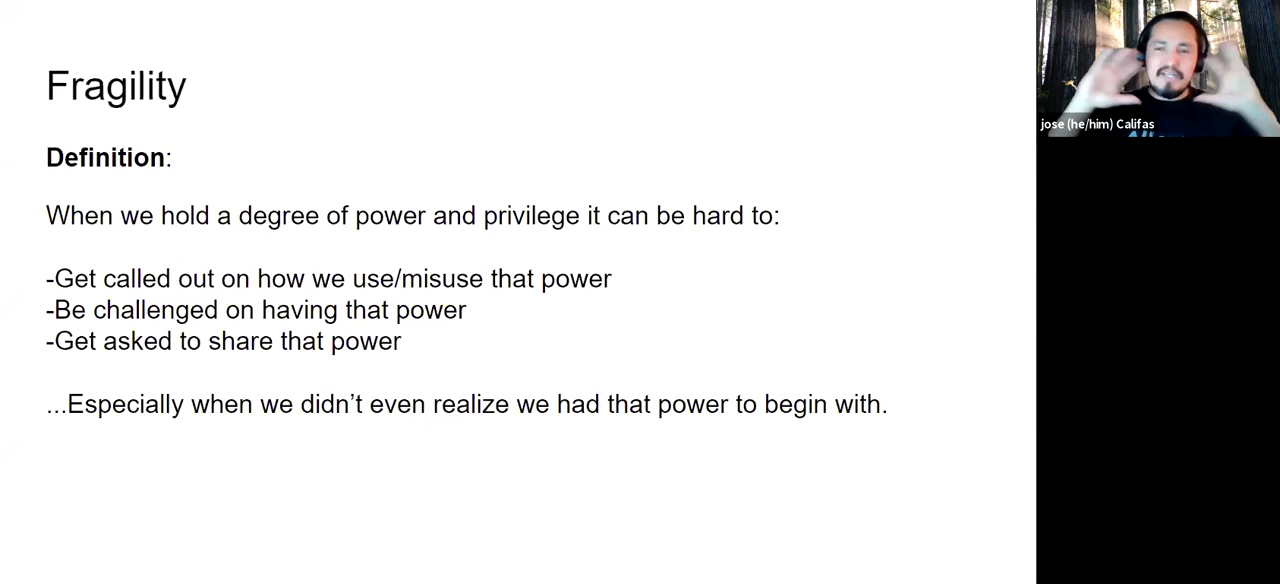 Fragility
Definition:
When we hold a degree of power and privilege it can be hard to:
-Get called out on how we use/misuse that power
-Be challenged on having that power
-Get asked to share that power
...Especially when we didn’t even realize we had that power to begin with.
jose (he/him) Califas